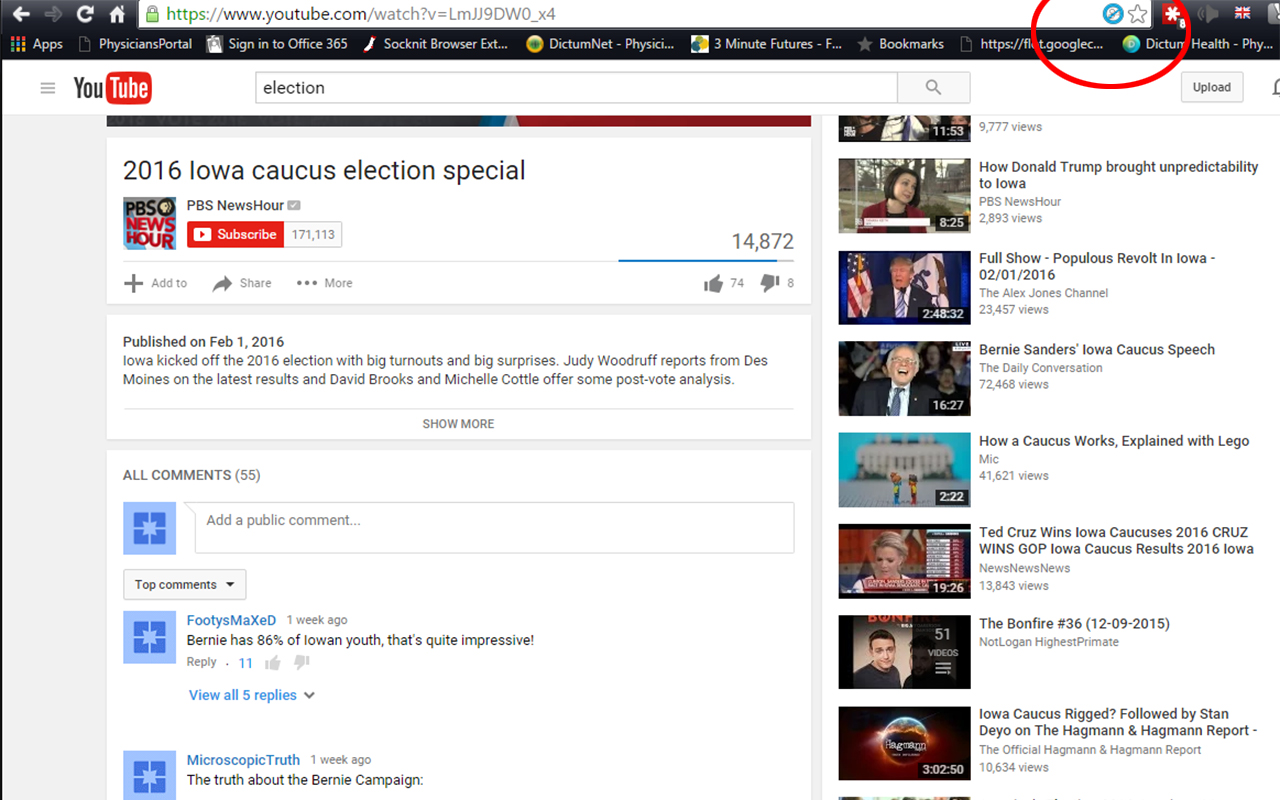 https://www.youtube.com/watch?v=LmJJ9DW0_x4
8
Apps
PhysiciansPortal
Sign in to Office 365
Socknit Browser Ext...
DictumNet - Physici...
3 Minute Futures - F...
Bookmarks
Dictum Health - Phy...
YouTube
election
Upload
2016 Iowa caucus election special
PBS NEWS HOUR
PBS NewsHour
Subscribe
171,113
14,872
Add to
Share
More
74
8
Published on Feb 1, 2016
Iowa kicked off the 2016 election with big turnouts and big surprises. Judy Woodruff reports from Des
Moines on the latest results and David Brooks and Michelle Cottle offer some post-vote analysis.
SHOW MORE
ALL COMMENTS (55)
Add a public comment...
Top comments
FootysMaXeD 1 week ago
Bernie has 86% of Iowan youth, that's quite impressive!
Reply . 11
View all 5 replies
MicroscopicTruth 1 week ago
The truth about the Bernie Campaign:
11:53
9,777 views
How Donald Trump brought unpredictability
to Iowa
PBS NewsHour
2,893 views
8:25
Full Show - Populous Revolt In Iowa -
02/01/2016
The Alex Jones Channel
23,457 views
2:48:32
Bernie Sanders' Iowa Caucus Speech
The Daily Conversation
72,468 views
LIVE
16:27
How a Caucus Works, Explained with Lego
Mic
41,621 views
2:22
Ted Cruz Wins Iowa Caucuses 2016 CRUZ
WINS GOP Iowa Caucus Results 2016 Iowa
NewsNewsNews
13,843 views
19:26
The Bonfire #36 (12-09-2015)
NotLogan HighestPrimate
BONFIRE
51
VIDEOS
Iowa Caucus Rigged? Followed by Stan
Deyo on The Hagmann & Hagmann Report -
The Official Hagmann & Hagmann Report
10,634 views
Hagmann
3:02:50